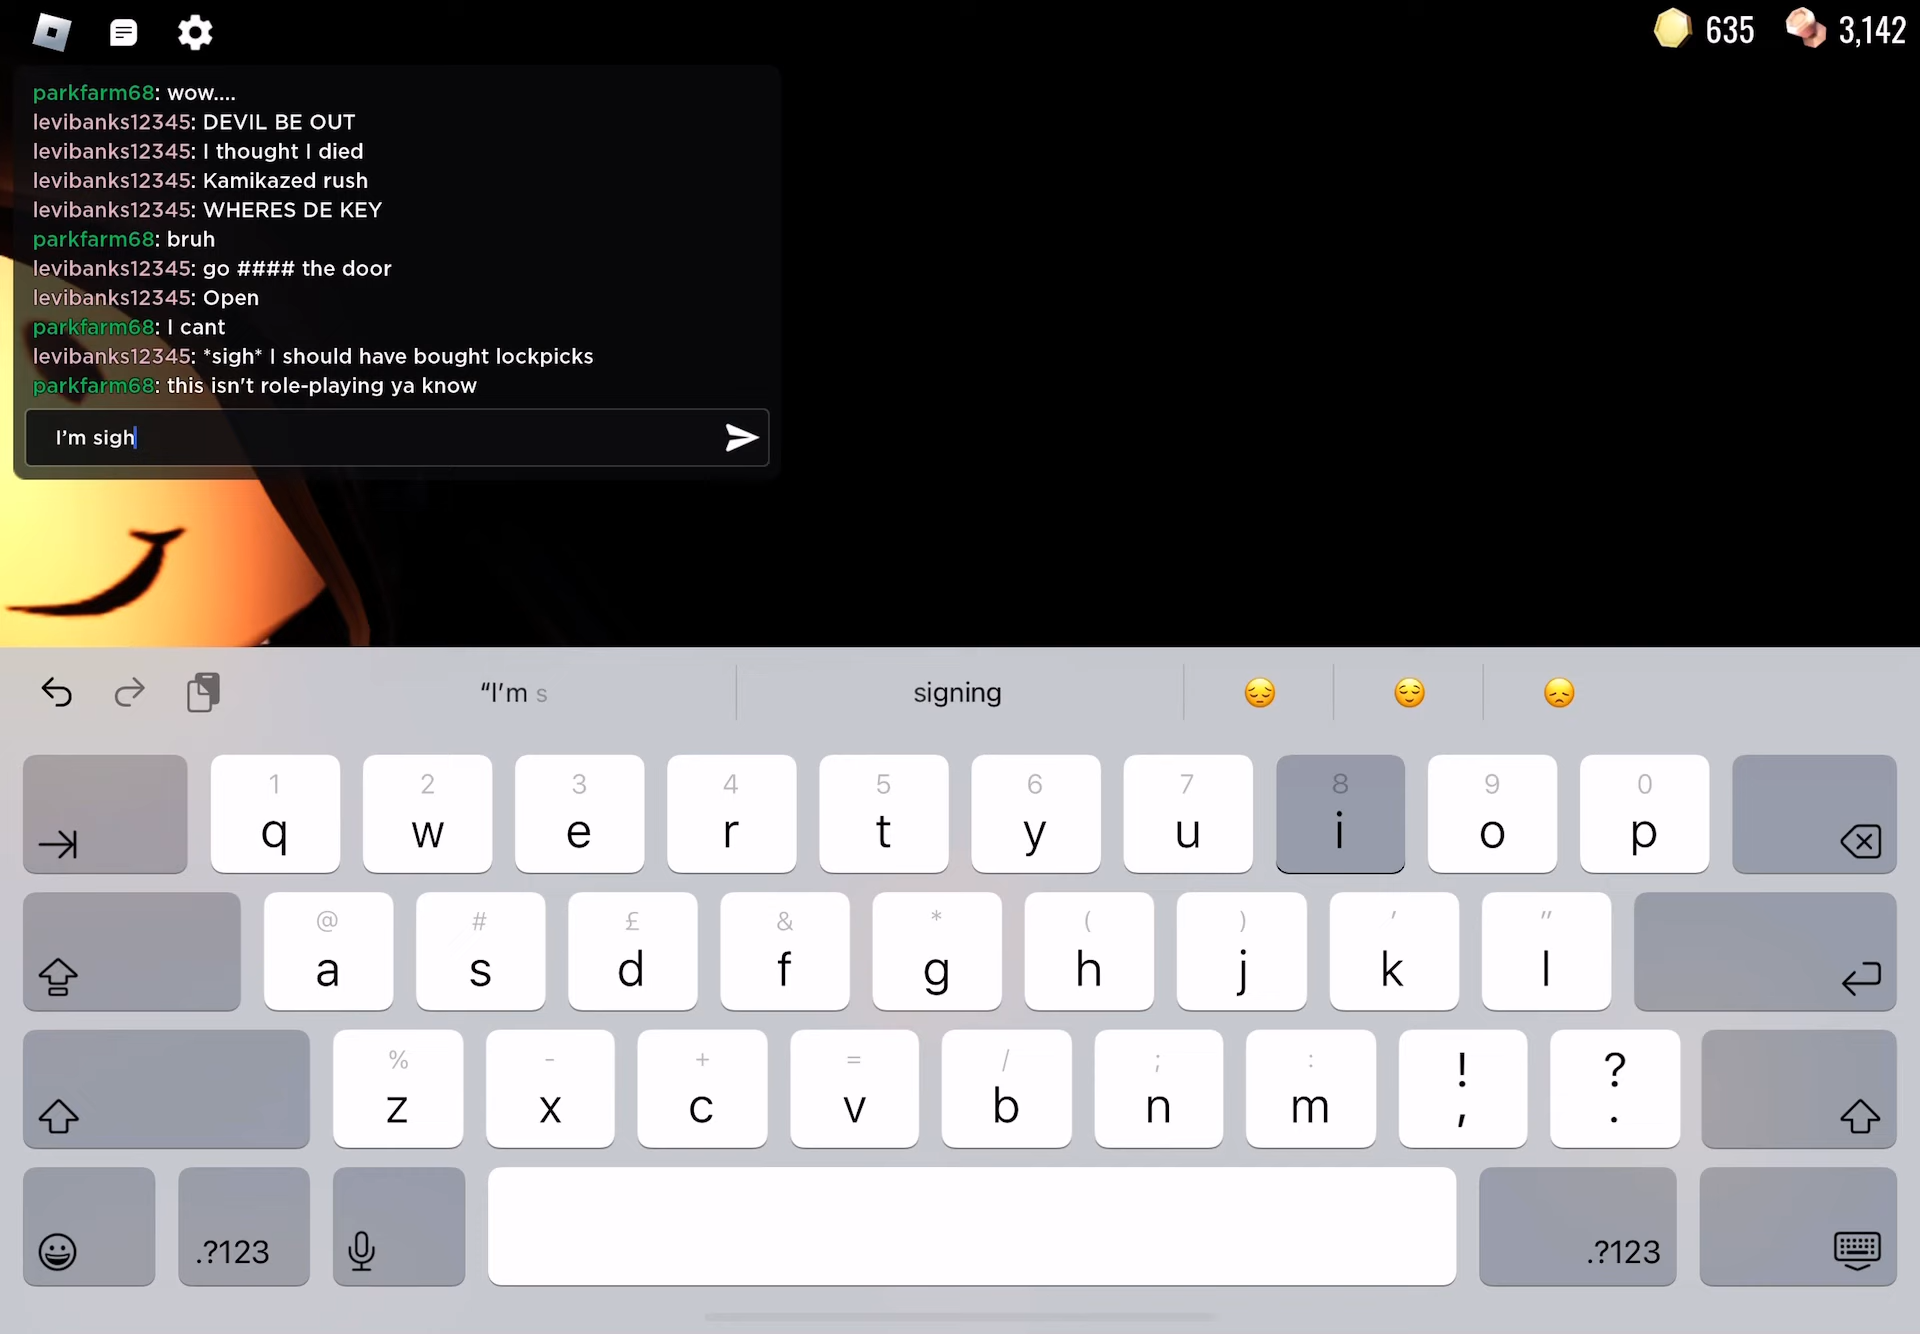 635 3,142
parkfarm68: wow....
levibanks12345: DEVIL BE OUT
levibanks12345: I thought I died
levibanks12345: Kamikazed rush
levibanks12345: WHERES DE KEY
parkfarm68: bruh
levibanks12345: go #### the door
levibanks12345: Open
parkfarm68: I cant
levibanks12345: *sigh* I should have bought lockpicks
parkfarm68: this isn't role-playing ya know
I'm sigh
“I'm s signing
1 2 3 4 5 6 7 8 9 0
q w e r t y u i o p
@ # £ & * ( ) ' "
a s d f g h j k l
% - + = / ; : ! ?
z x c v b n m , .
.?123 .?123